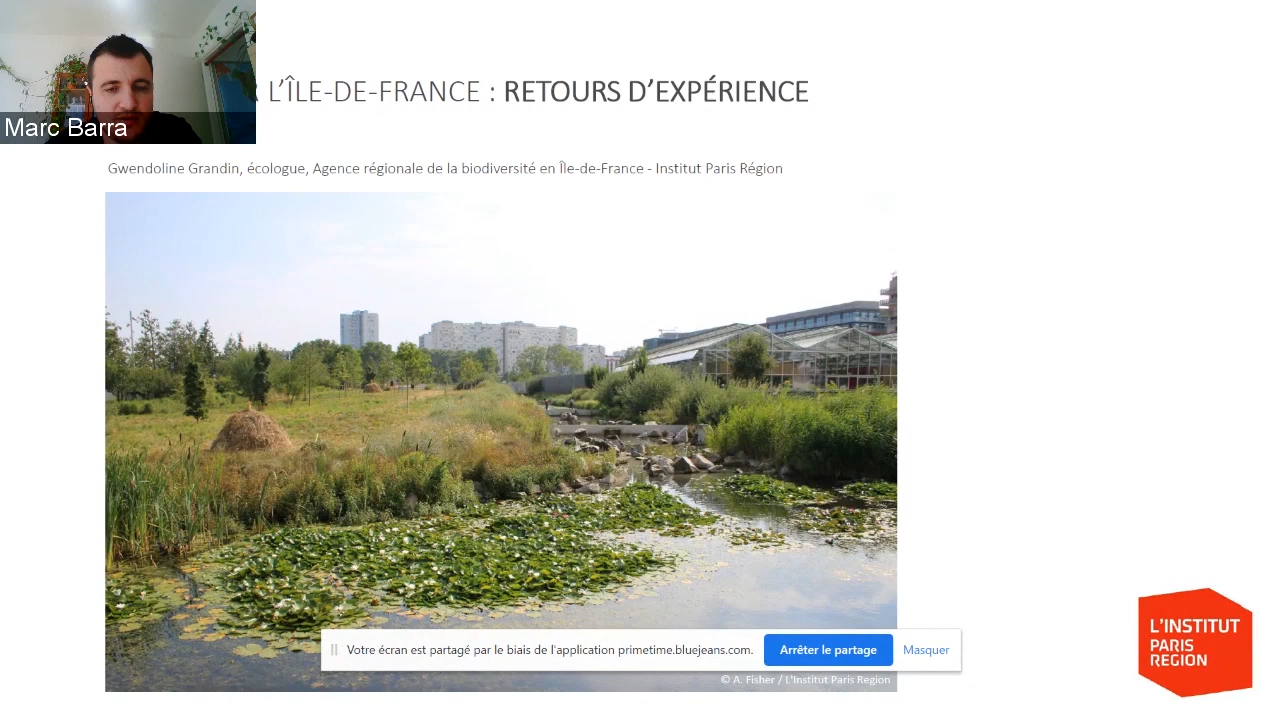 L'ÎLE-DE-FRANCE : RETOURS D'EXPÉRIENCE
Marc Barra
Gwendoline Grandin, écologue, Agence régionale de la biodiversité en Île-de-France - Institut Paris Région
Votre écran est partagé par le biais de l'application primetime.bluejeans.com.
Arrêter le partage
Masquer
© A. Fisher / L'Institut Paris Region
L'INSTITUT
PARIS
REGION